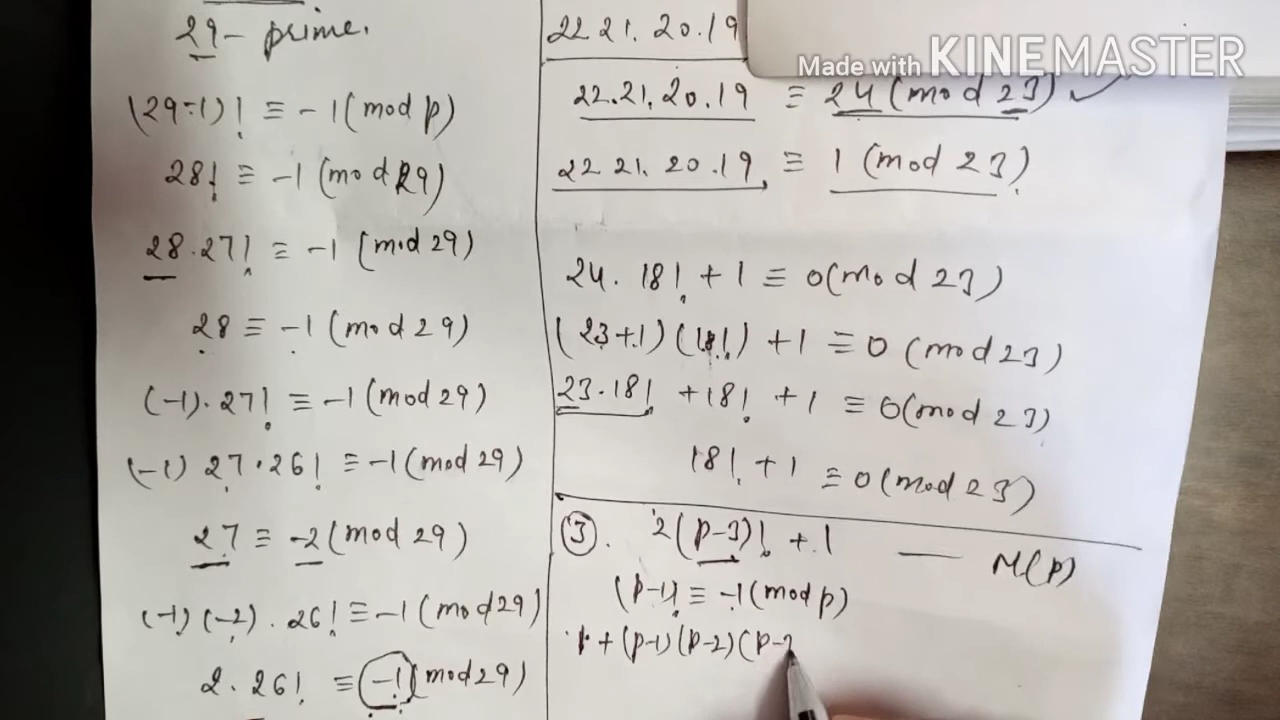 29 - prime.
(29-1)! ≡ -1 (mod p)
28! ≡ -1 (mod 29)
28.27! ≡ -1 (mod 29)
28 ≡ -1 (mod 29)
(-1).27! ≡ -1 (mod 29)
(-1) 27.26! ≡ -1 (mod 29)
27 ≡ -2 (mod 29)
(-1)(-2).26! ≡ -1 (mod 29)
2.26! ≡ -1 (mod 29)
22 21.20.19
Made with KINEMASTER
22.21.20.19 ≡ 24 (mod 23) ✓
22 21.20.19 ≡ 1 (mod 23)
24.18! + 1 ≡ 0 (mod 23)
(23+1)(18!) + 1 ≡ 0 (mod 23)
23.18! + 18! + 1 ≡ 0 (mod 23)
18! + 1 ≡ 0 (mod 23)
③. 2(p-3)! + 1 — M(p)
(p-1)! ≡ -1 (mod p)
1 + (p-1)(p-2)(p-3